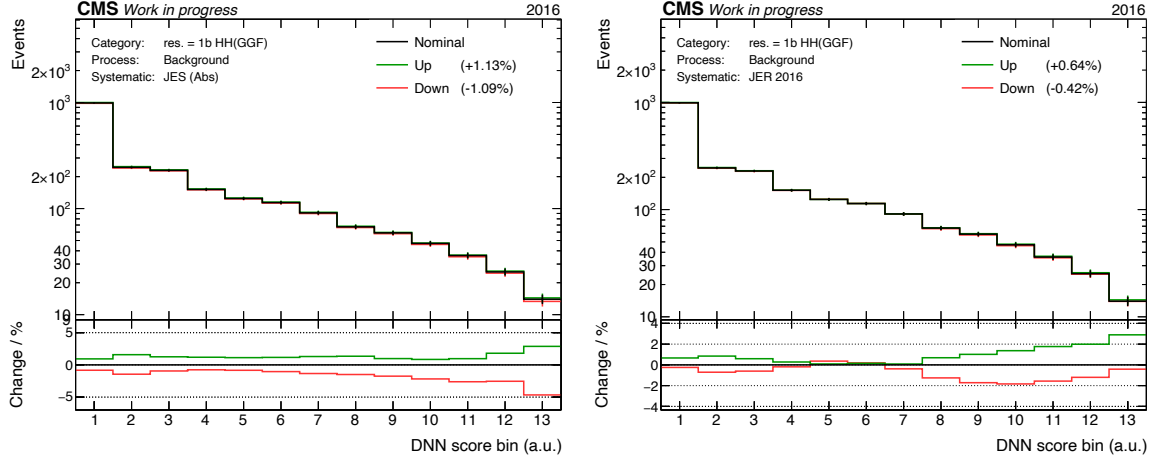 CMS Work in progress 2016
Category: res. = 1b HH(GGF)
Process: Background
Systematic: JES (Abs)
Nominal
Up (+1.13%)
Down (-1.09%)
Events
2×10³
10³
2×10²
10²
40
30
20
10
9
Change / %
5
0
−5
1 2 3 4 5 6 7 8 9 10 11 12 13
DNN score bin (a.u.)
CMS Work in progress 2016
Category: res. = 1b HH(GGF)
Process: Background
Systematic: JER 2016
Nominal
Up (+0.64%)
Down (-0.42%)
Events
2×10³
10³
2×10²
10²
40
30
20
10
Change / %
4
2
0
−2
−4
1 2 3 4 5 6 7 8 9 10 11 12 13
DNN score bin (a.u.)